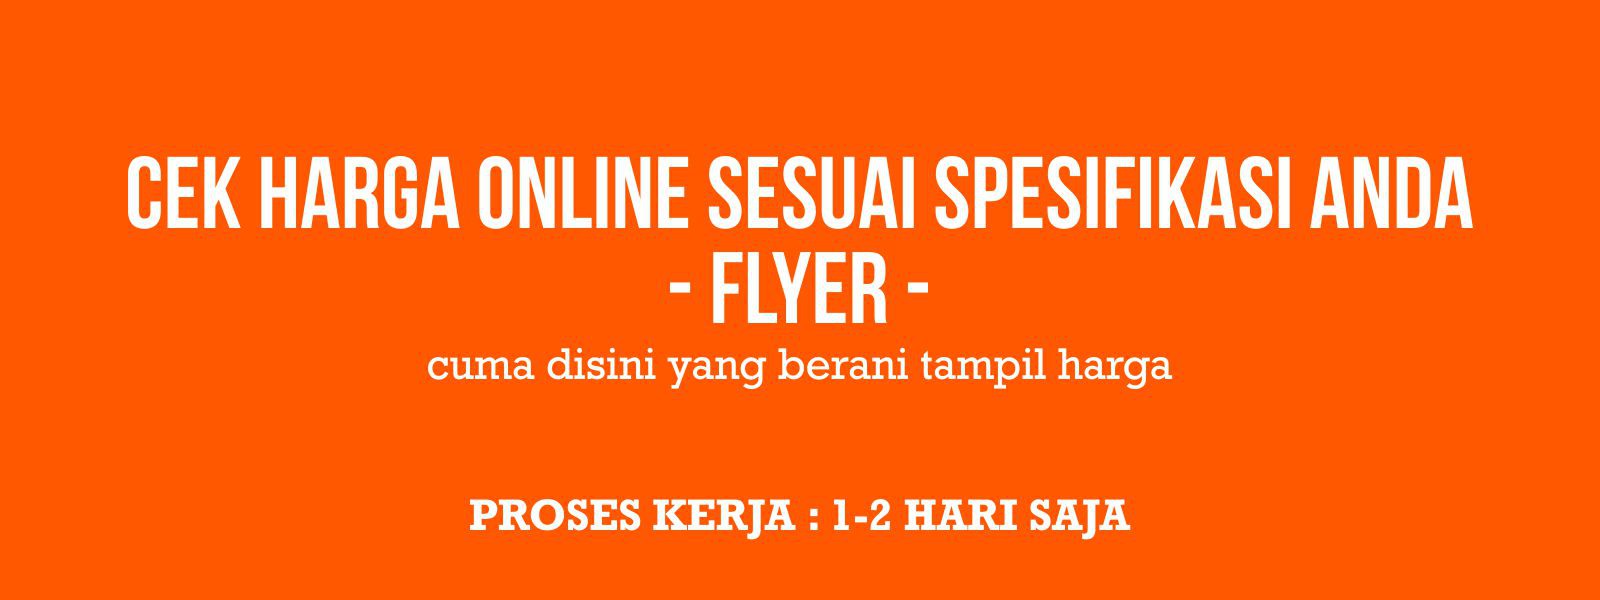 CEK HARGA ONLINE SESUAI SPESIFIKASI ANDA
- FLYER -
cuma disini yang berani tampil harga
PROSES KERJA : 1-2 HARI SAJA